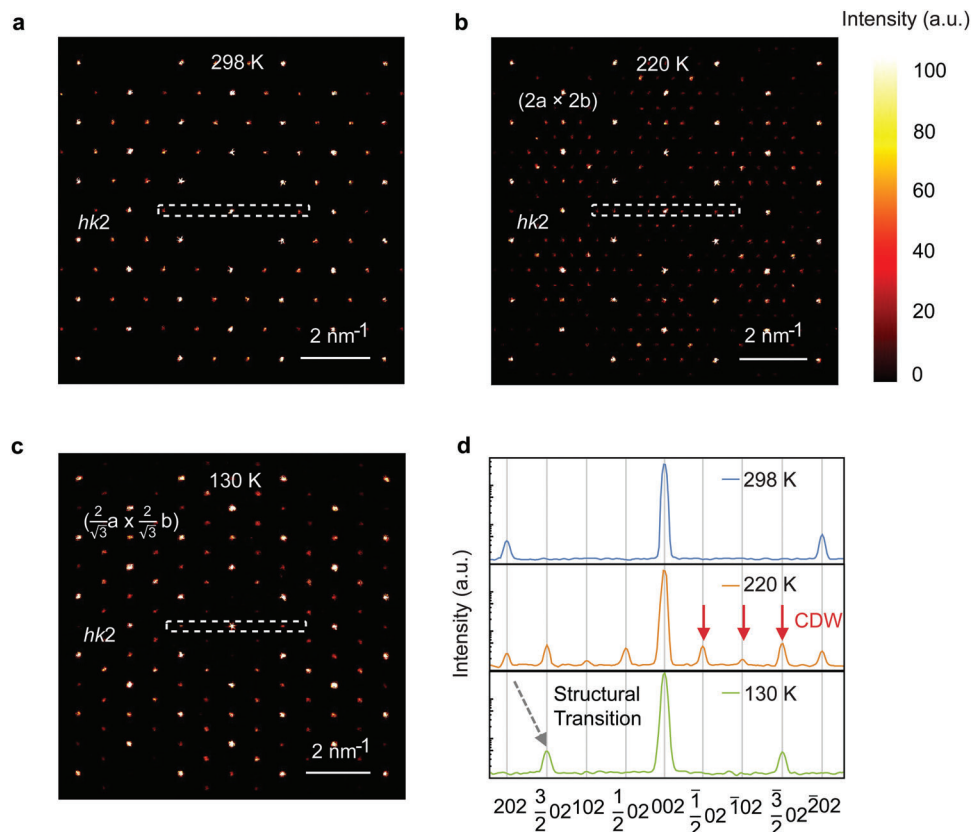 a
298 K
hk2
2 nm⁻¹
b
220 K
(2a × 2b)
hk2
2 nm⁻¹
Intensity (a.u.)
100
80
60
40
20
0
c
130 K
(2/√3 a x 2/√3 b)
hk2
2 nm⁻¹
d
Intensity (a.u.)
298 K
220 K
CDW
130 K
Structural
Transition
202 3/2 02 102 1/2 02 002 1̄/2 02 1̄02 3̄/2 02 2̄02